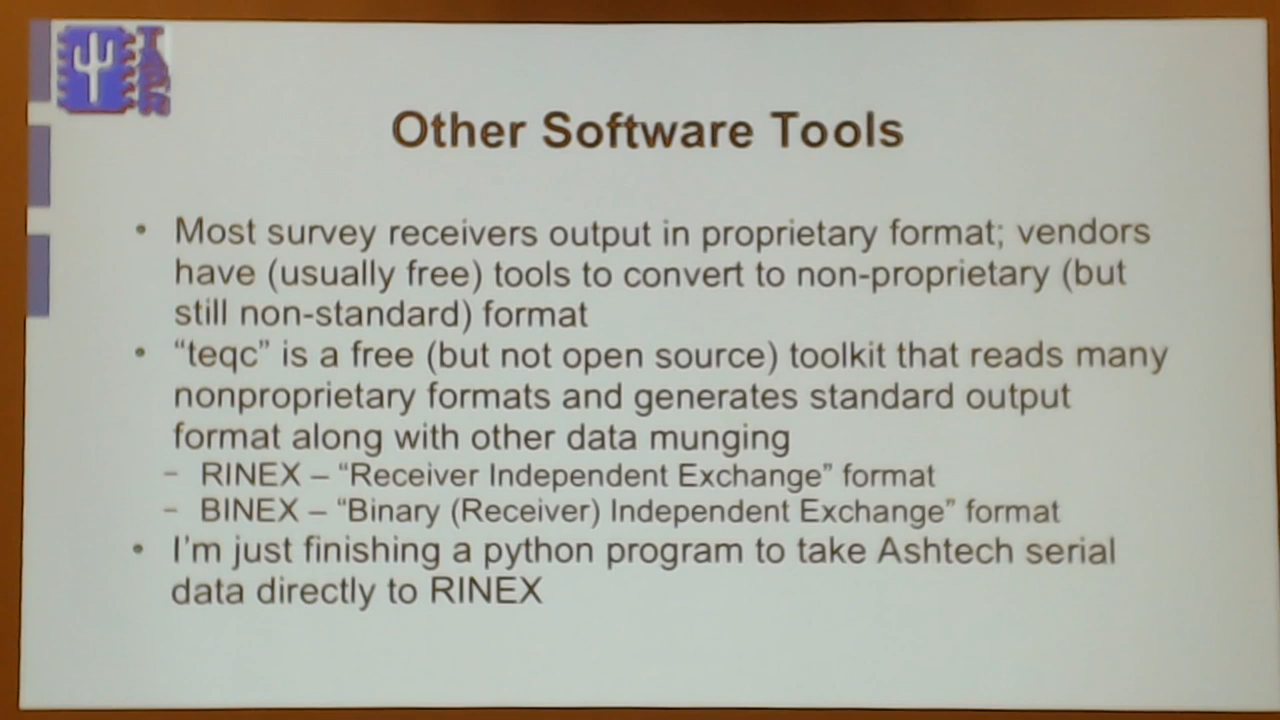 TAPR
Other Software Tools
• Most survey receivers output in proprietary format; vendors
have (usually free) tools to convert to non-proprietary (but
still non-standard) format
• “teqc” is a free (but not open source) toolkit that reads many
nonproprietary formats and generates standard output
format along with other data munging
– RINEX – “Receiver Independent Exchange” format
– BINEX – “Binary (Receiver) Independent Exchange” format
• I’m just finishing a python program to take Ashtech serial
data directly to RINEX